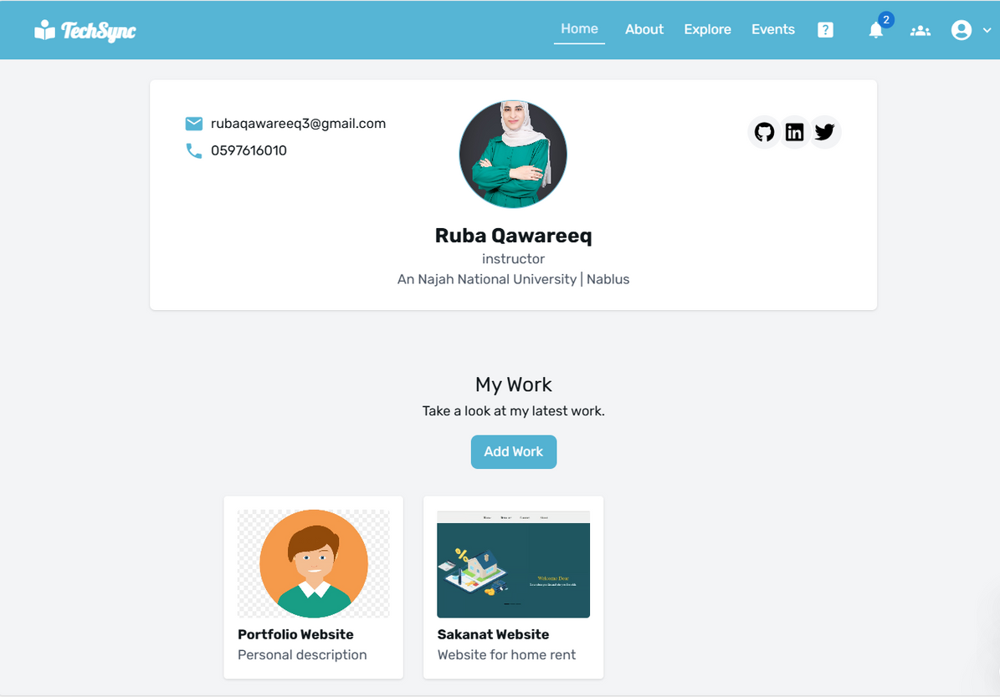 TechSync
Home
About
Explore
Events
?
2
rubaqawareeq3@gmail.com
0597616010
Ruba Qawareeq
instructor
An Najah National University | Nablus
My Work
Take a look at my latest work.
Add Work
Portfolio Website
Personal description
Welcome Dear
Sakanat Website
Website for home rent